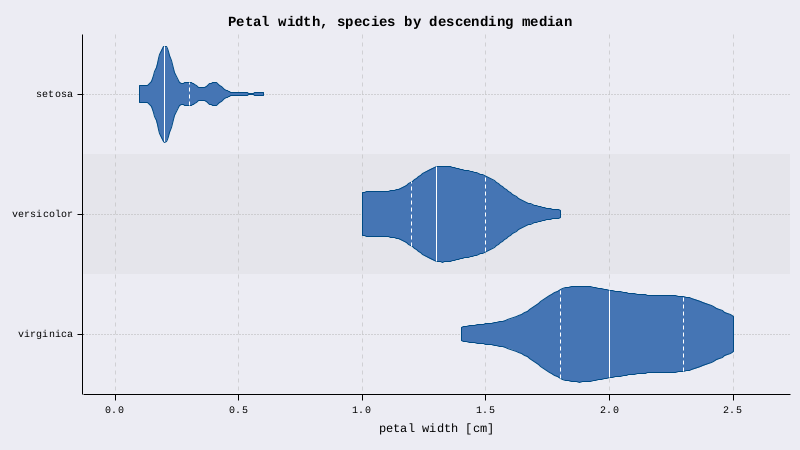 Petal width, species by descending median
setosa
versicolor
virginica
0.0 0.5 1.0 1.5 2.0 2.5
petal width [cm]